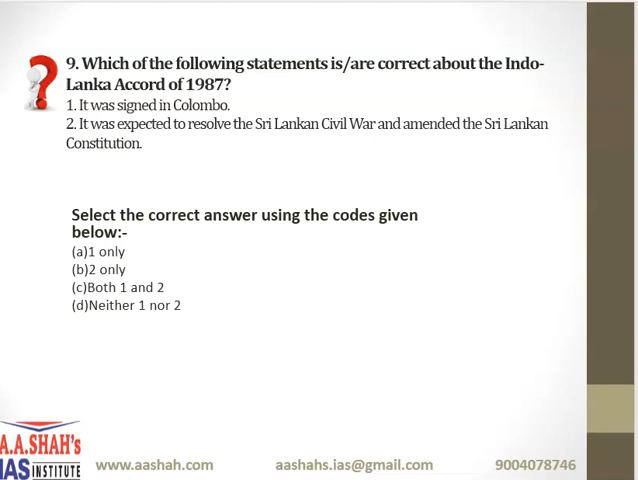 9. Which of the following statements is/are correct about the Indo-
Lanka Accord of 1987?
1. It was signed in Colombo.
2. It was expected to resolve the Sri Lankan Civil War and amended the Sri Lankan
Constitution.
Select the correct answer using the codes given
below:-
(a)1 only
(b)2 only
(c)Both 1 and 2
(d)Neither 1 nor 2
A.A.SHAH's
IAS INSTITUTE
www.aashah.com aashahs.ias@gmail.com 9004078746